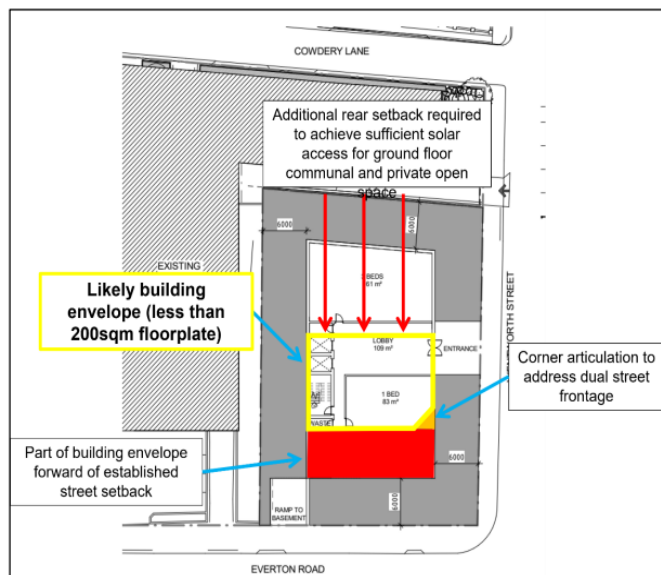 COWDERY LANE
Additional rear setback required
to achieve sufficient solar
access for ground floor
communal and private open
space
6000
6000
EXISTING
BEDS
61 m²
Likely building
envelope (less than
200sqm floorplate)
LOBBY
109 m²
ENTRANCE
STREET
Corner articulation to
address dual street
frontage
1 BED
83 m²
Part of building envelope
forward of established
street setback
6000
6000
RAMP TO
BASEMENT
EVERTON ROAD